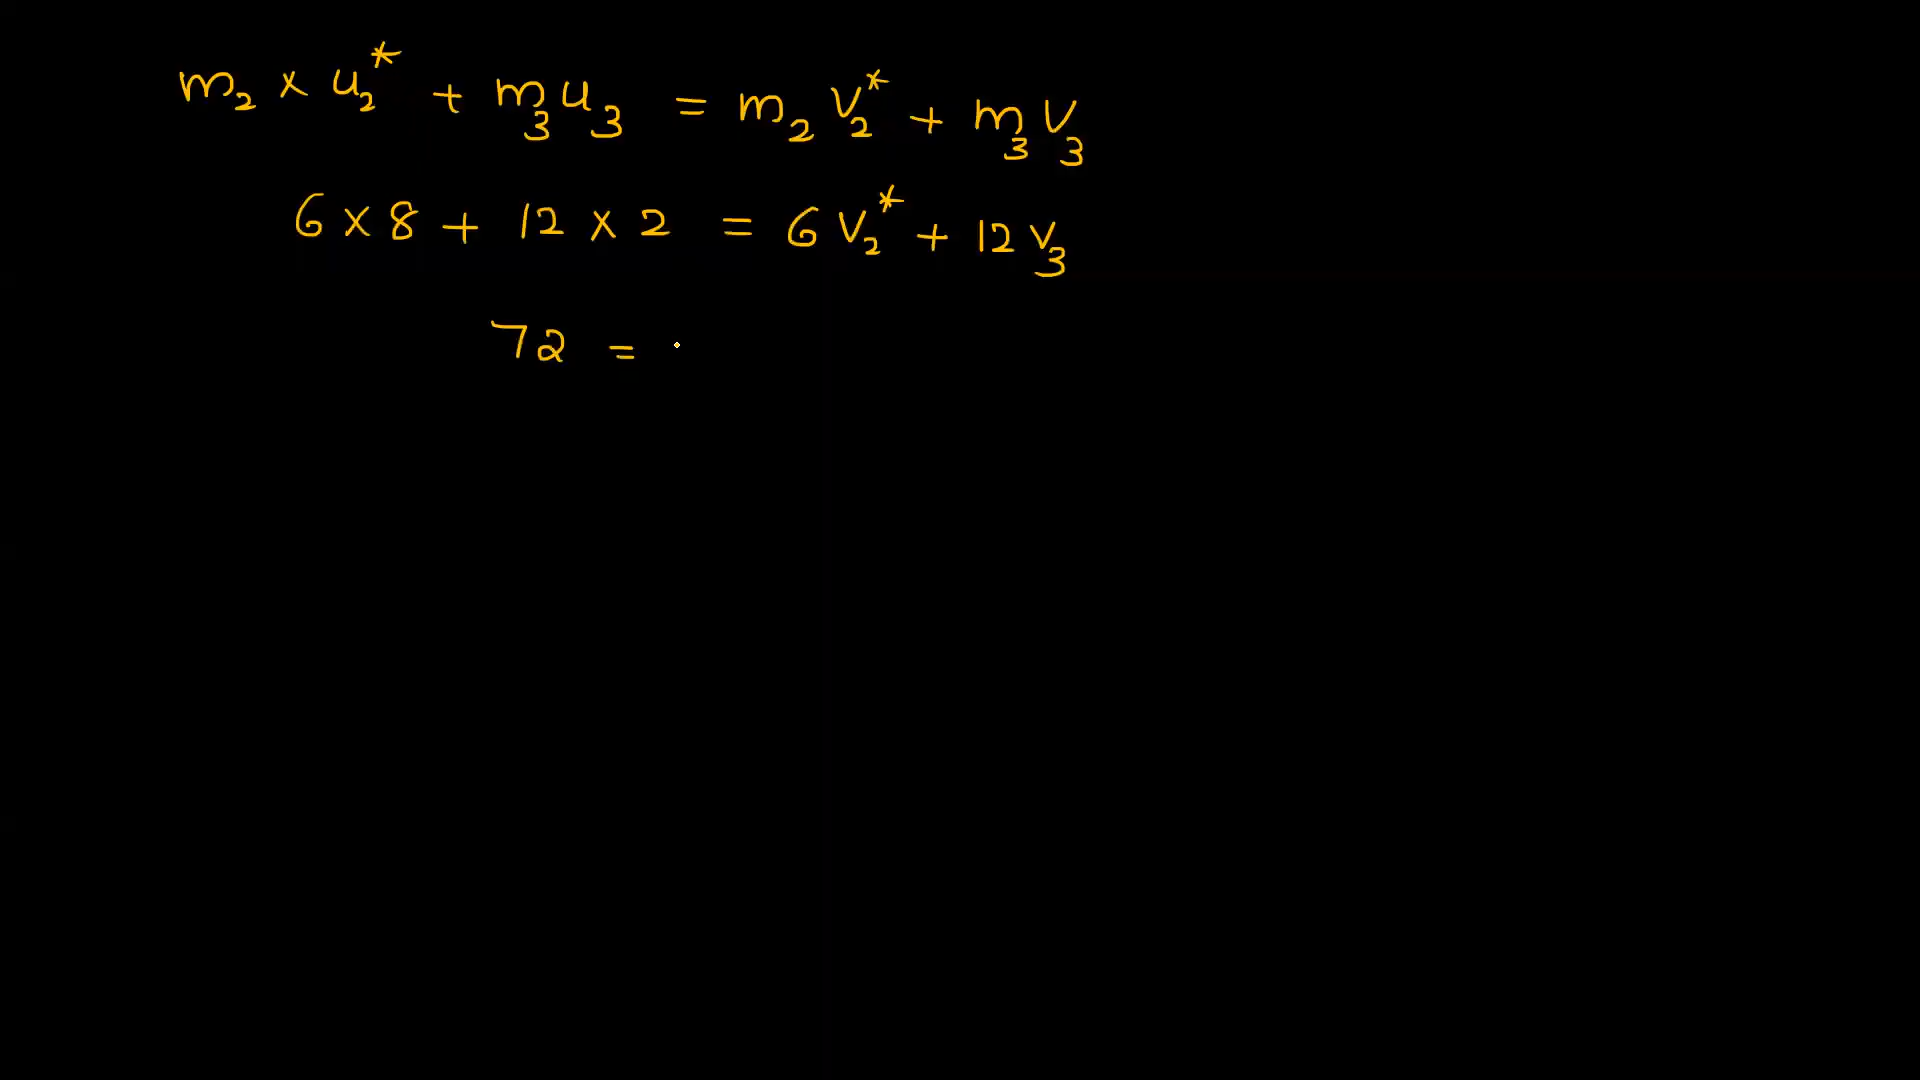 m₂ × u₂* + m₃u₃ = m₂v₂* + m₃v₃
6 × 8 + 12 × 2 = 6v₂* + 12v₃
72 =